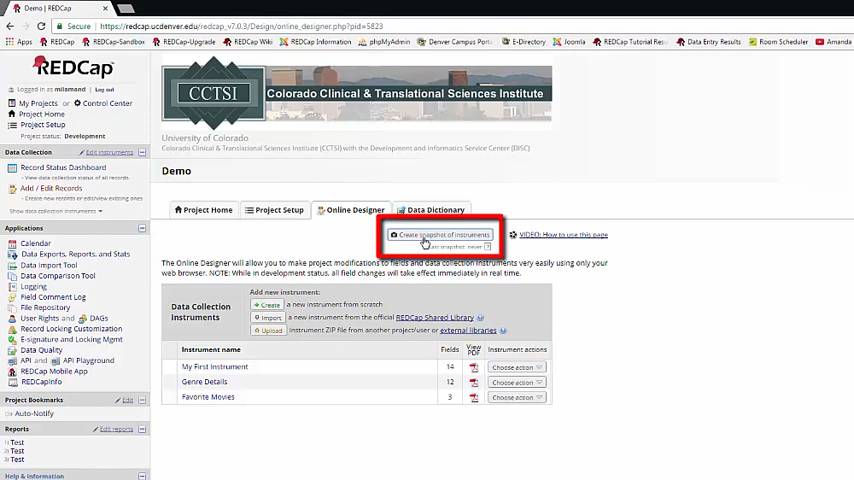 Demo | REDCap
Secure | https://redcap.ucdenver.edu/redcap_v7.0.3/Design/online_designer.php?pid=5823
Apps REDCap REDCap-Sandbox REDCap-Upgrade REDCap Wiki REDCap Information phpMyAdmin Denver Campus Porta E-Directory Joomla REDCap Tutorial Resu Data Entry Results Room Scheduler Amanda
REDCap
Logged in as milamand | Log out
My Projects or Control Center
Project Home
Project Setup
Project status: Development
Data Collection Edit instruments
Record Status Dashboard
- View data collection status of all records
Add / Edit Records
- Create new records or edit/view existing ones
Show data collection instruments
Applications
Calendar
Data Exports, Reports, and Stats
Data Import Tool
Data Comparison Tool
Logging
Field Comment Log
File Repository
User Rights and DAGs
Record Locking Customization
E-signature and Locking Mgmt
Data Quality
API and API Playground
REDCap Mobile App
REDCapInfo
Project Bookmarks Edit
Auto-Notify
Reports Edit reports
1) Test
2) Test
3) Test
Help & Information
CCTSI Colorado Clinical & Translational Sciences Institute
University of Colorado
Colorado Clinical & Translational Sciences Institute (CCTSI) with the Development and Informatics Service Center (DISC)
Demo
Project Home Project Setup Online Designer Data Dictionary
Create snapshot of instruments VIDEO: How to use this page
Last snapshot: never ?
The Online Designer will allow you to make project modifications to fields and data collection instruments very easily using only your
web browser. NOTE: While in development status, all field changes will take effect immediately in real time.
Data Collection Instruments
Add new instrument:
Create a new instrument from scratch
Import a new instrument from the official REDCap Shared Library
Upload instrument ZIP file from another project/user or external libraries
Instrument name Fields View PDF Instrument actions
My First Instrument 14 Choose action
Genre Details 12 Choose action
Favorite Movies 3 Choose action